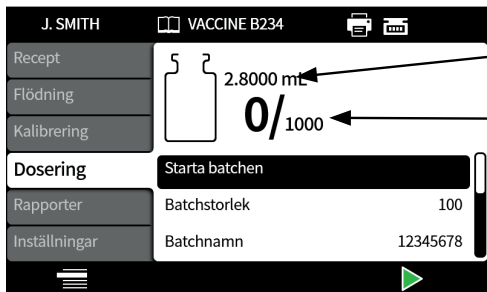 J. SMITH
VACCINE B234
Recept
Flödning
Kalibrering
Dosering
Rapporter
Inställningar
2.8000 mL
0/1000
Starta batchen
Batchstorlek 100
Batchnamn 12345678